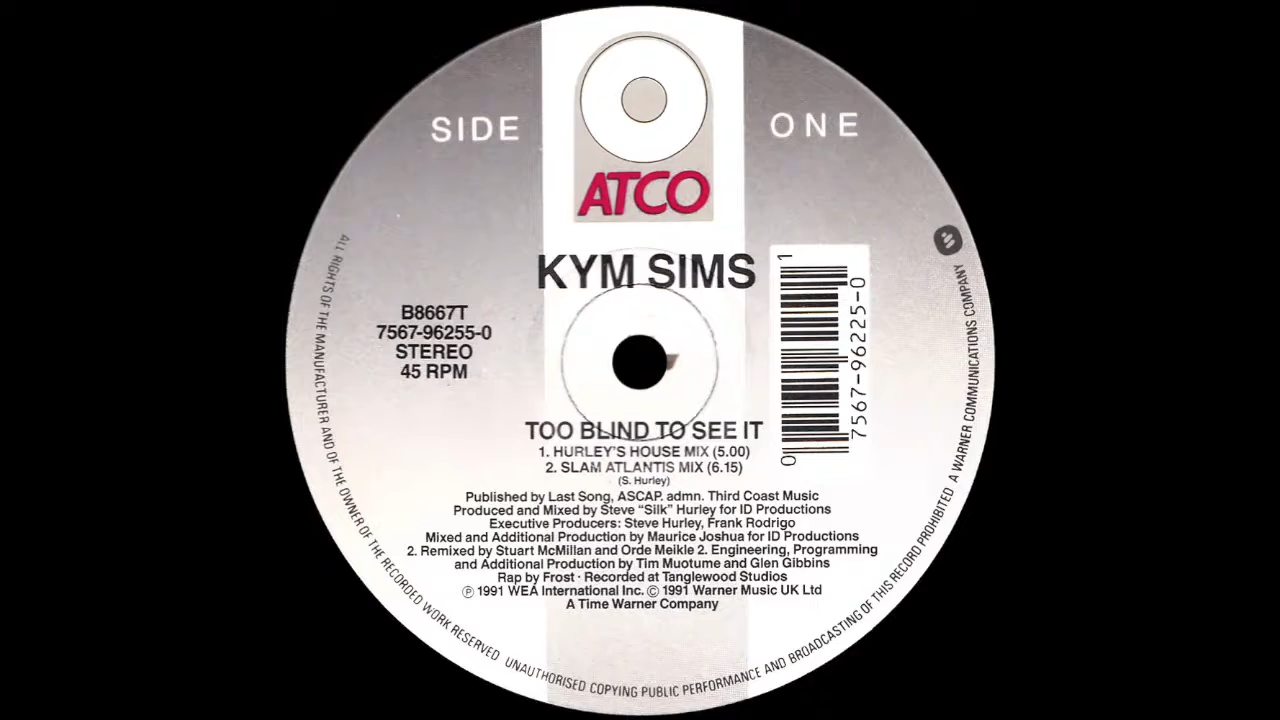 SIDE ONE
ATCO
KYM SIMS
B8667T
7567-96255-0
STEREO
45 RPM
1
7567-96225-0
0
TOO BLIND TO SEE IT
1. HURLEY'S HOUSE MIX (5.00)
2. SLAM ATLANTIS MIX (6.15)
(S. Hurley)
Published by Last Song, ASCAP. admn. Third Coast Music
Produced and Mixed by Steve "Silk" Hurley for ID Productions
Executive Producers: Steve Hurley, Frank Rodrigo
Mixed and Additional Production by Maurice Joshua for ID Productions
2. Remixed by Stuart McMillan and Orde Meikle 2. Engineering, Programming
and Additional Production by Tim Muotume and Glen Gibbins
Rap by Frost · Recorded at Tanglewood Studios
℗ 1991 WEA International Inc. © 1991 Warner Music UK Ltd
A Time Warner Company
ALL RIGHTS OF THE MANUFACTURER AND OF THE OWNER OF THE RECORDED WORK RESERVED UNAUTHORISED COPYING PUBLIC PERFORMANCE AND BROADCASTING OF THIS RECORD PROHIBITED A WARNER COMMUNICATIONS COMPANY